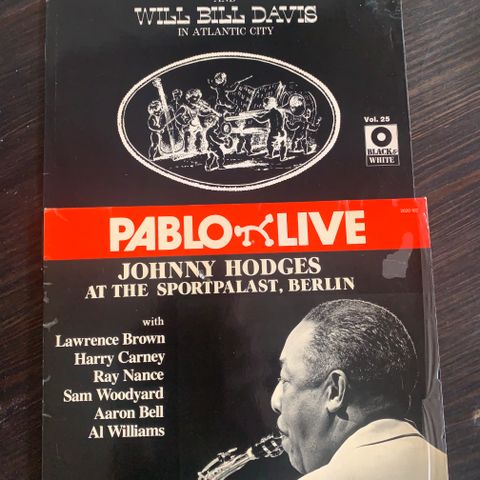 AND
WILL BILL DAVIS
IN ATLANTIC CITY
Vol. 25
BLACK &
WHITE
PABLO LIVE
JOHNNY HODGES
AT THE SPORTPALAST, BERLIN
with
Lawrence Brown
Harry Carney
Ray Nance
Sam Woodyard
Aaron Bell
Al Williams